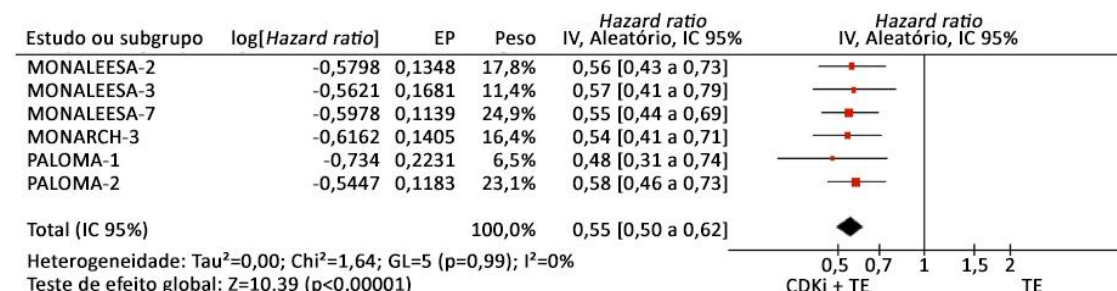 Hazard ratio Hazard ratio
Estudo ou subgrupo log[Hazard ratio] EP Peso IV, Aleatório, IC 95% IV, Aleatório, IC 95%
MONALEESA-2 -0,5798 0,1348 17,8% 0,56 [0,43 a 0,73]
MONALEESA-3 -0,5621 0,1681 11,4% 0,57 [0,41 a 0,79]
MONALEESA-7 -0,5978 0,1139 24,9% 0,55 [0,44 a 0,69]
MONARCH-3 -0,6162 0,1405 16,4% 0,54 [0,41 a 0,71]
PALOMA-1 -0,734 0,2231 6,5% 0,48 [0,31 a 0,74]
PALOMA-2 -0,5447 0,1183 23,1% 0,58 [0,46 a 0,73]
Total (IC 95%) 100,0% 0,55 [0,50 a 0,62]
Heterogeneidade: Tau²=0,00; Chi²=1,64; GL=5 (p=0,99); I²=0%
Teste de efeito global: Z=10,39 (p<0,00001)
0,5 0,7 1 1,5 2
CDKi + TE TE